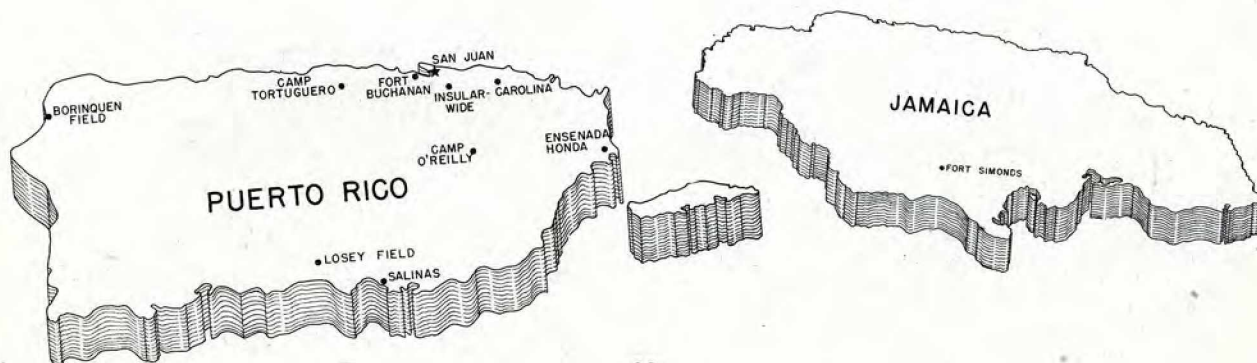 SAN JUAN
CAMP
TORTUGUERO
FORT
BUCHANAN
INSULAR-
WIDE
CAROLINA
BORINQUEN
FIELD
CAMP
O'REILLY
ENSENADA
HONDA
PUERTO RICO
LOSEY FIELD
SALINAS
JAMAICA
FORT SIMONDS